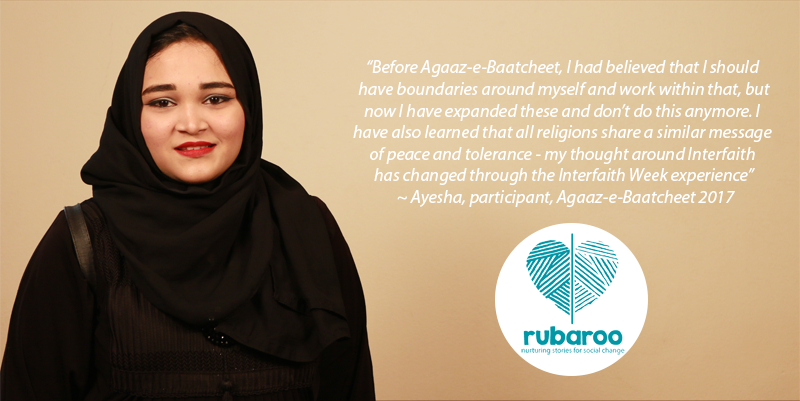 “Before Agaaz-e-Baatcheet, I had believed that I should
have boundaries around myself and work within that, but
now I have expanded these and don’t do this anymore. I
have also learned that all religions share a similar message
of peace and tolerance - my thought around Interfaith
has changed through the Interfaith Week experience”
~ Ayesha, participant, Agaaz-e-Baatcheet 2017
rubaroo
nurturing stories for social change